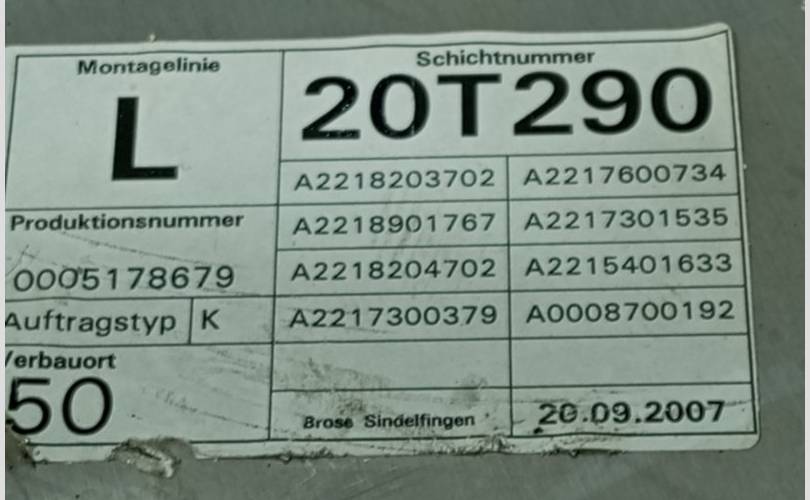 Montagelinie
L
Schichtnummer
20T290
A2218203702 A2217600734
A2218901767 A2217301535
A2218204702 A2215401633
A2217300379 A0008700192
Produktionsnummer
0005178679
Auftragstyp K
Verbauort
50
Brose Sindelfingen 20.09.2007